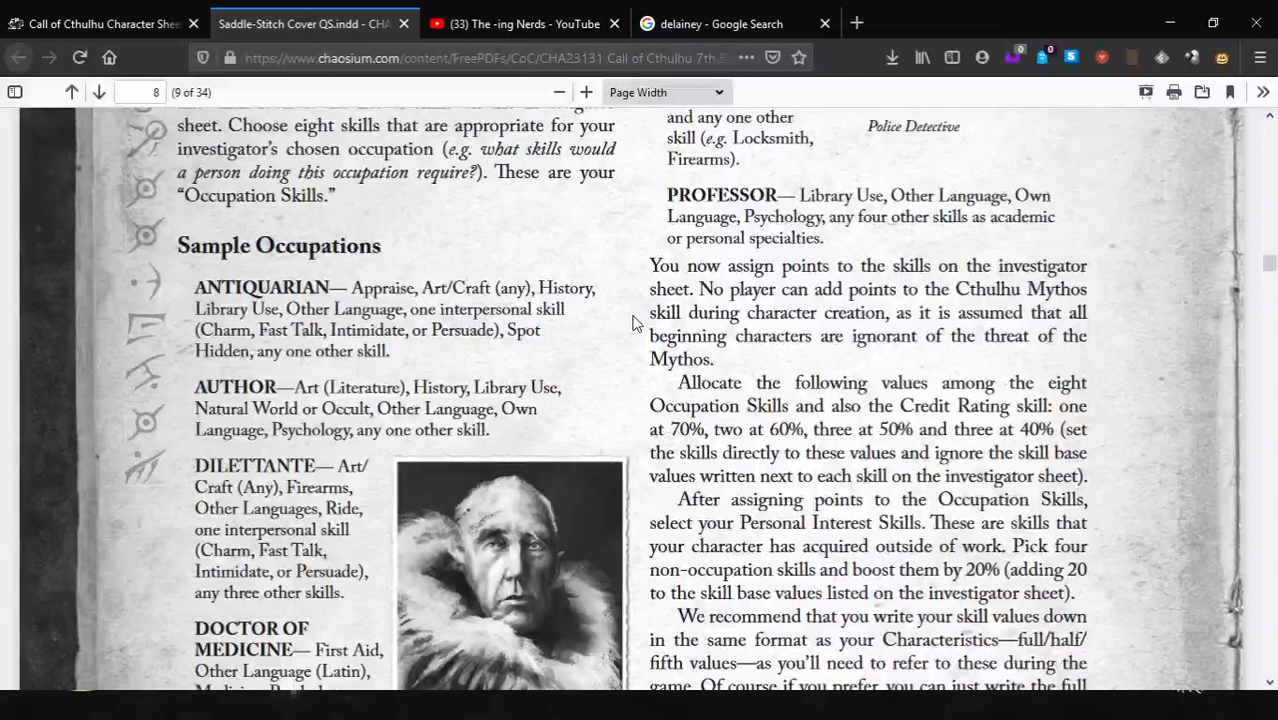 Call of Cthulhu Character Shee
Saddle-Stitch Cover QS.indd - CHA
(33) The -ing Nerds - YouTube
delainey - Google Search
https://www.chaosium.com/content/FreePDFs/CoC/CHA23131 Call of Cthulhu 7th
0
0
8
(9 of 34)
Page Width
sheet. Choose eight skills that are appropriate for your
investigator's chosen occupation (e.g. what skills would
a person doing this occupation require?). These are your
"Occupation Skills."
Sample Occupations
ANTIQUARIAN— Appraise, Art/Craft (any), History,
Library Use, Other Language, one interpersonal skill
(Charm, Fast Talk, Intimidate, or Persuade), Spot
Hidden, any one other skill.
AUTHOR—Art (Literature), History, Library Use,
Natural World or Occult, Other Language, Own
Language, Psychology, any one other skill.
DILETTANTE— Art/
Craft (Any), Firearms,
Other Languages, Ride,
one interpersonal skill
(Charm, Fast Talk,
Intimidate, or Persuade),
any three other skills.
DOCTOR OF
MEDICINE— First Aid,
Other Language (Latin),
and any one other
skill (e.g. Locksmith,
Firearms).
Police Detective
PROFESSOR— Library Use, Other Language, Own
Language, Psychology, any four other skills as academic
or personal specialties.
You now assign points to the skills on the investigator
sheet. No player can add points to the Cthulhu Mythos
skill during character creation, as it is assumed that all
beginning characters are ignorant of the threat of the
Mythos.
Allocate the following values among the eight
Occupation Skills and also the Credit Rating skill: one
at 70%, two at 60%, three at 50% and three at 40% (set
the skills directly to these values and ignore the skill base
values written next to each skill on the investigator sheet).
After assigning points to the Occupation Skills,
select your Personal Interest Skills. These are skills that
your character has acquired outside of work. Pick four
non-occupation skills and boost them by 20% (adding 20
to the skill base values listed on the investigator sheet).
We recommend that you write your skill values down
in the same format as your Characteristics—full/half/
fifth values—as you'll need to refer to these during the
game. Of course if you prefer, you can just write the full